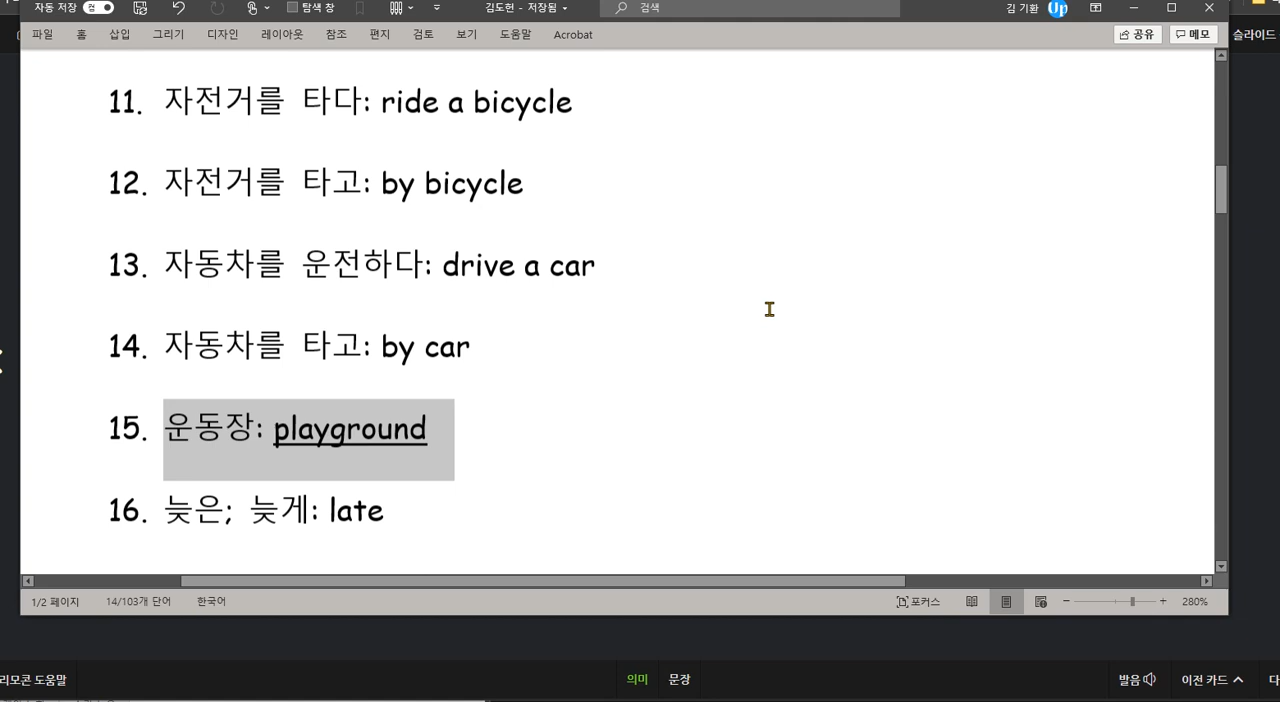 자동 저장 컴 탐색 창 김도헌 - 저장됨 검색 김 기환 Up
파일 홈 삽입 그리기 디자인 레이아웃 참조 편지 검토 보기 도움말 Acrobat 공유 메모 슬라이드
11. 자전거를 타다: ride a bicycle
12. 자전거를 타고: by bicycle
13. 자동차를 운전하다: drive a car
14. 자동차를 타고: by car
15. 운동장: playground
16. 늦은; 늦게: late
1/2 페이지 14/103개 단어 한국어 포커스 280%
리모콘 도움말 의미 문장 발음 이전 카드 다